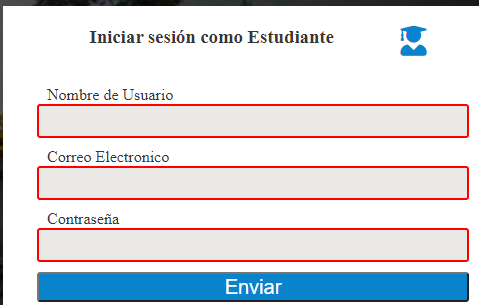 Iniciar sesión como Estudiante
Nombre de Usuario
Correo Electronico
Contraseña
Enviar